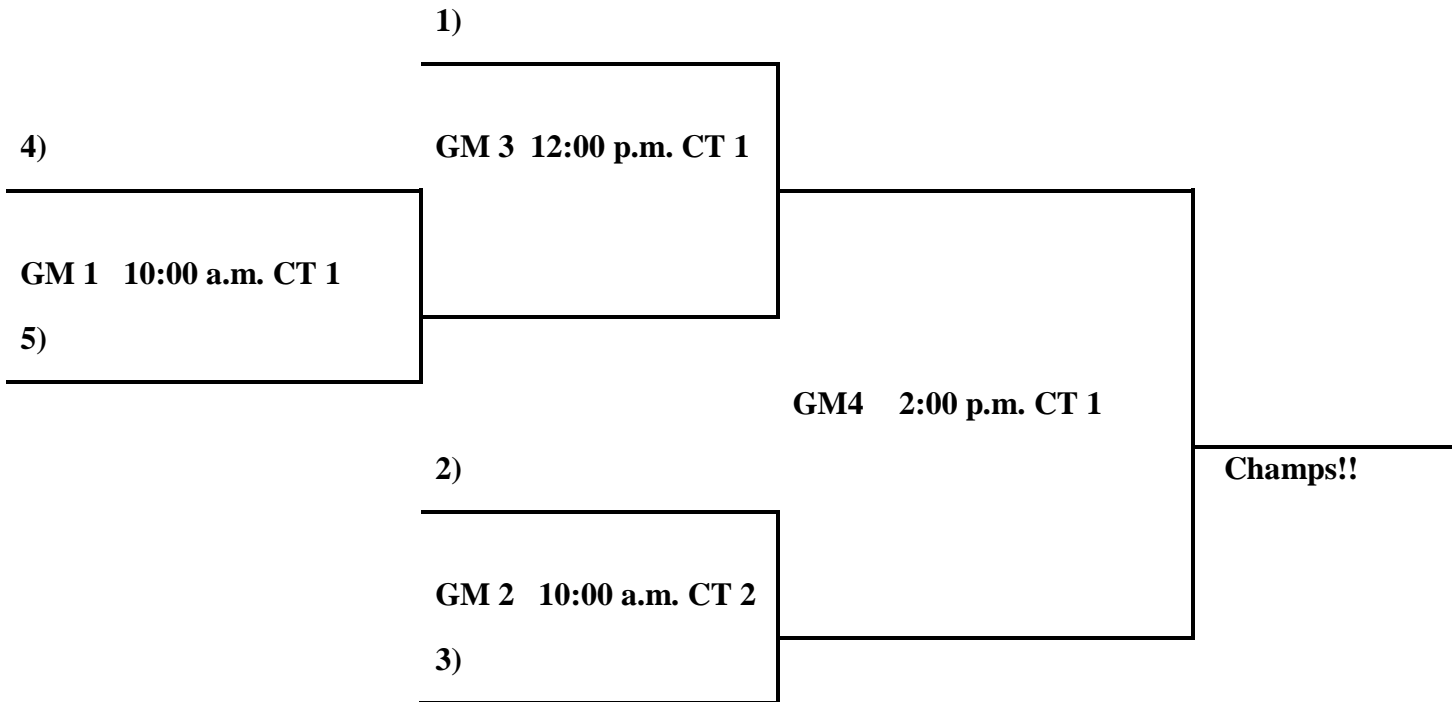 1)
4)
GM 3 12:00 p.m. CT 1
GM 1 10:00 a.m. CT 1
5)
GM4 2:00 p.m. CT 1
2)
Champs!!
GM 2 10:00 a.m. CT 2
3)